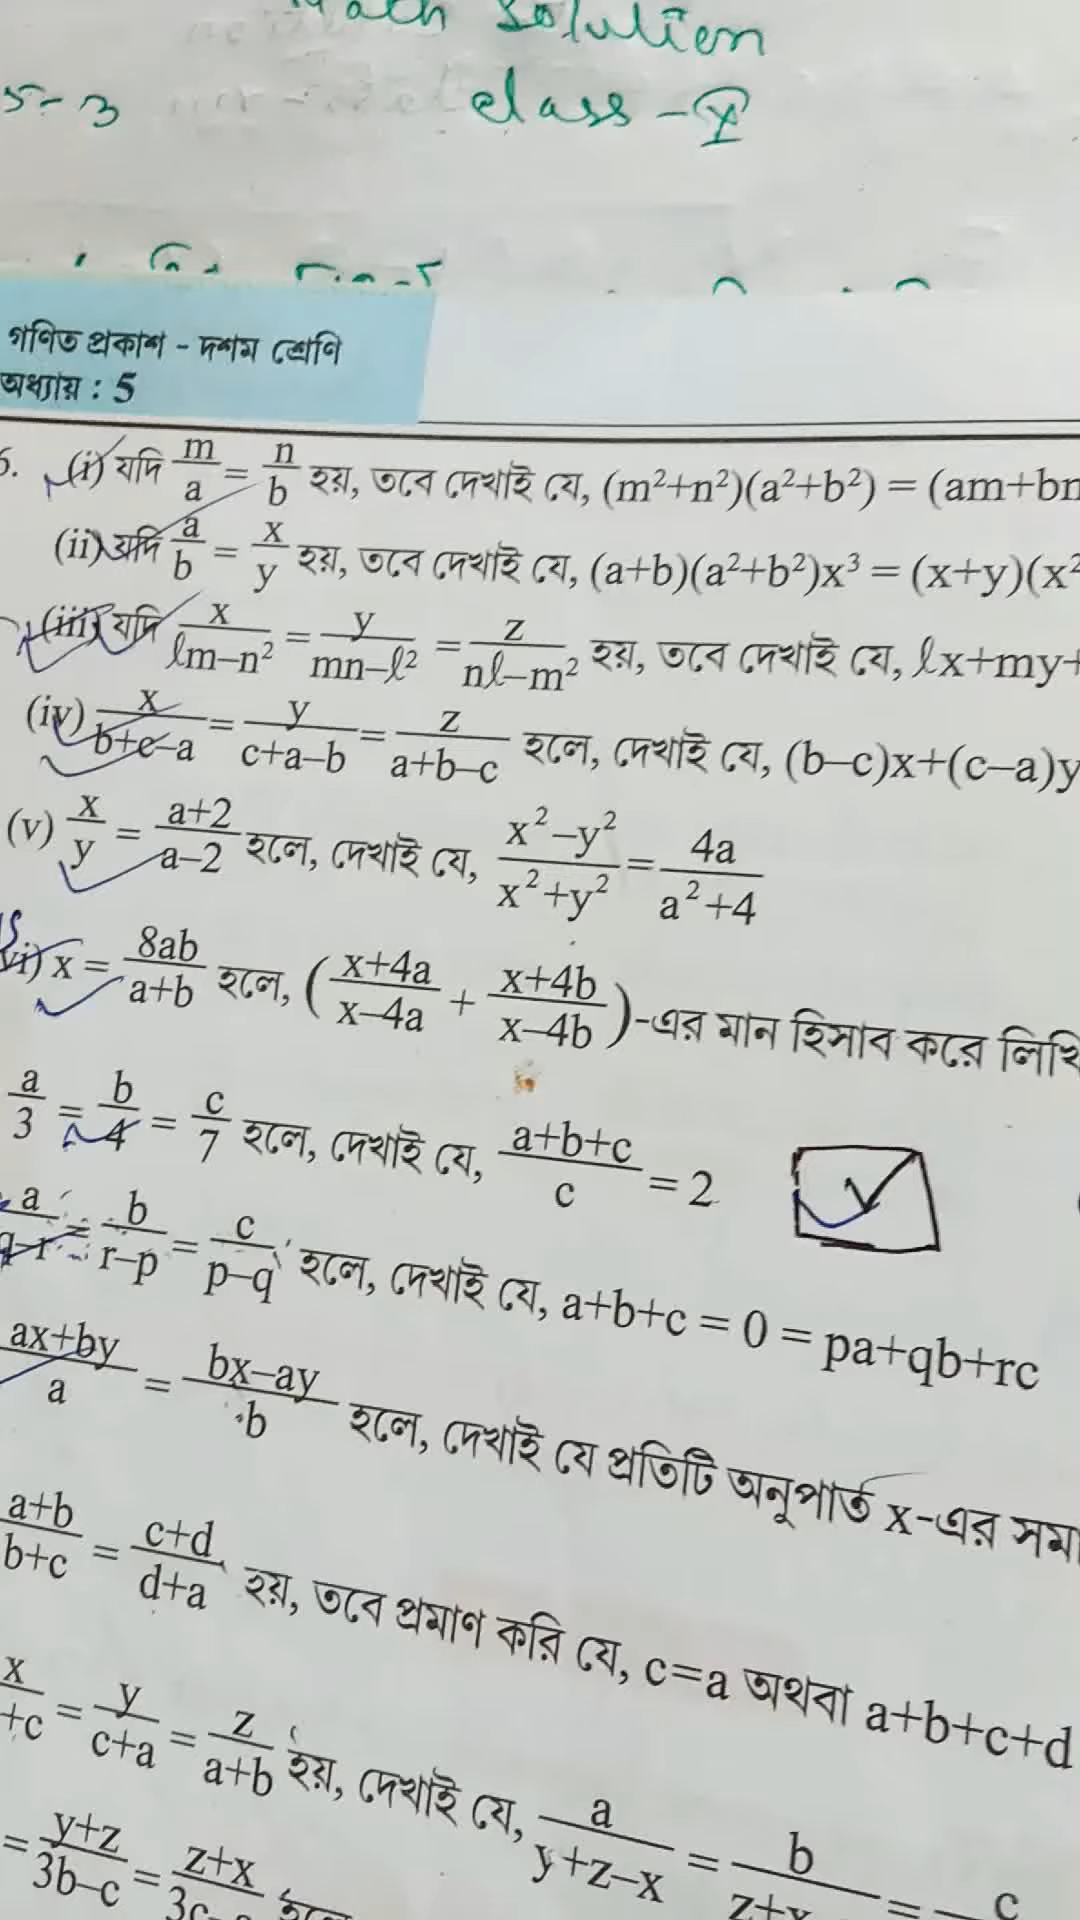 Math Solution
5-3 class - X
গণিত প্রকাশ - দশম শ্রেণি
অধ্যায় : 5
(i) যদি m/a = n/b হয়, তবে দেখাই যে, (m²+n²)(a²+b²) = (am+bn
(ii) যদি a/b = x/y হয়, তবে দেখাই যে, (a+b)(a²+b²)x³ = (x+y)(x²
(iii) যদি x/(ℓm–n²) = y/(mn–ℓ²) = z/(nℓ–m²) হয়, তবে দেখাই যে, ℓx+my+
(iv) x/(b+c–a) = y/(c+a–b) = z/(a+b–c) হলে, দেখাই যে, (b–c)x+(c–a)y
(v) x/y = (a+2)/(a–2) হলে, দেখাই যে, (x²–y²)/(x²+y²) = 4a/(a²+4)
vi) x = 8ab/(a+b) হলে, ((x+4a)/(x–4a) + (x+4b)/(x–4b))-এর মান হিসাব করে লিখি
a/3 = b/4 = c/7 হলে, দেখাই যে, (a+b+c)/c = 2
a/(q–r) = b/(r–p) = c/(p–q) হলে, দেখাই যে, a+b+c = 0 = pa+qb+rc
(ax+by)/a = (bx–ay)/b হলে, দেখাই যে প্রতিটি অনুপাত x-এর
(a+b)/(b+c) = (c+d)/(d+a) হয়, তবে প্রমাণ করি যে, c=a অথবা a+b+c+d
x/+c = y/(c+a) = z/(a+b) হয়, দেখাই যে, a/(y+z–x) = b/ = c
= (y+z)/(3b–c) = (z+x)/3c হলে